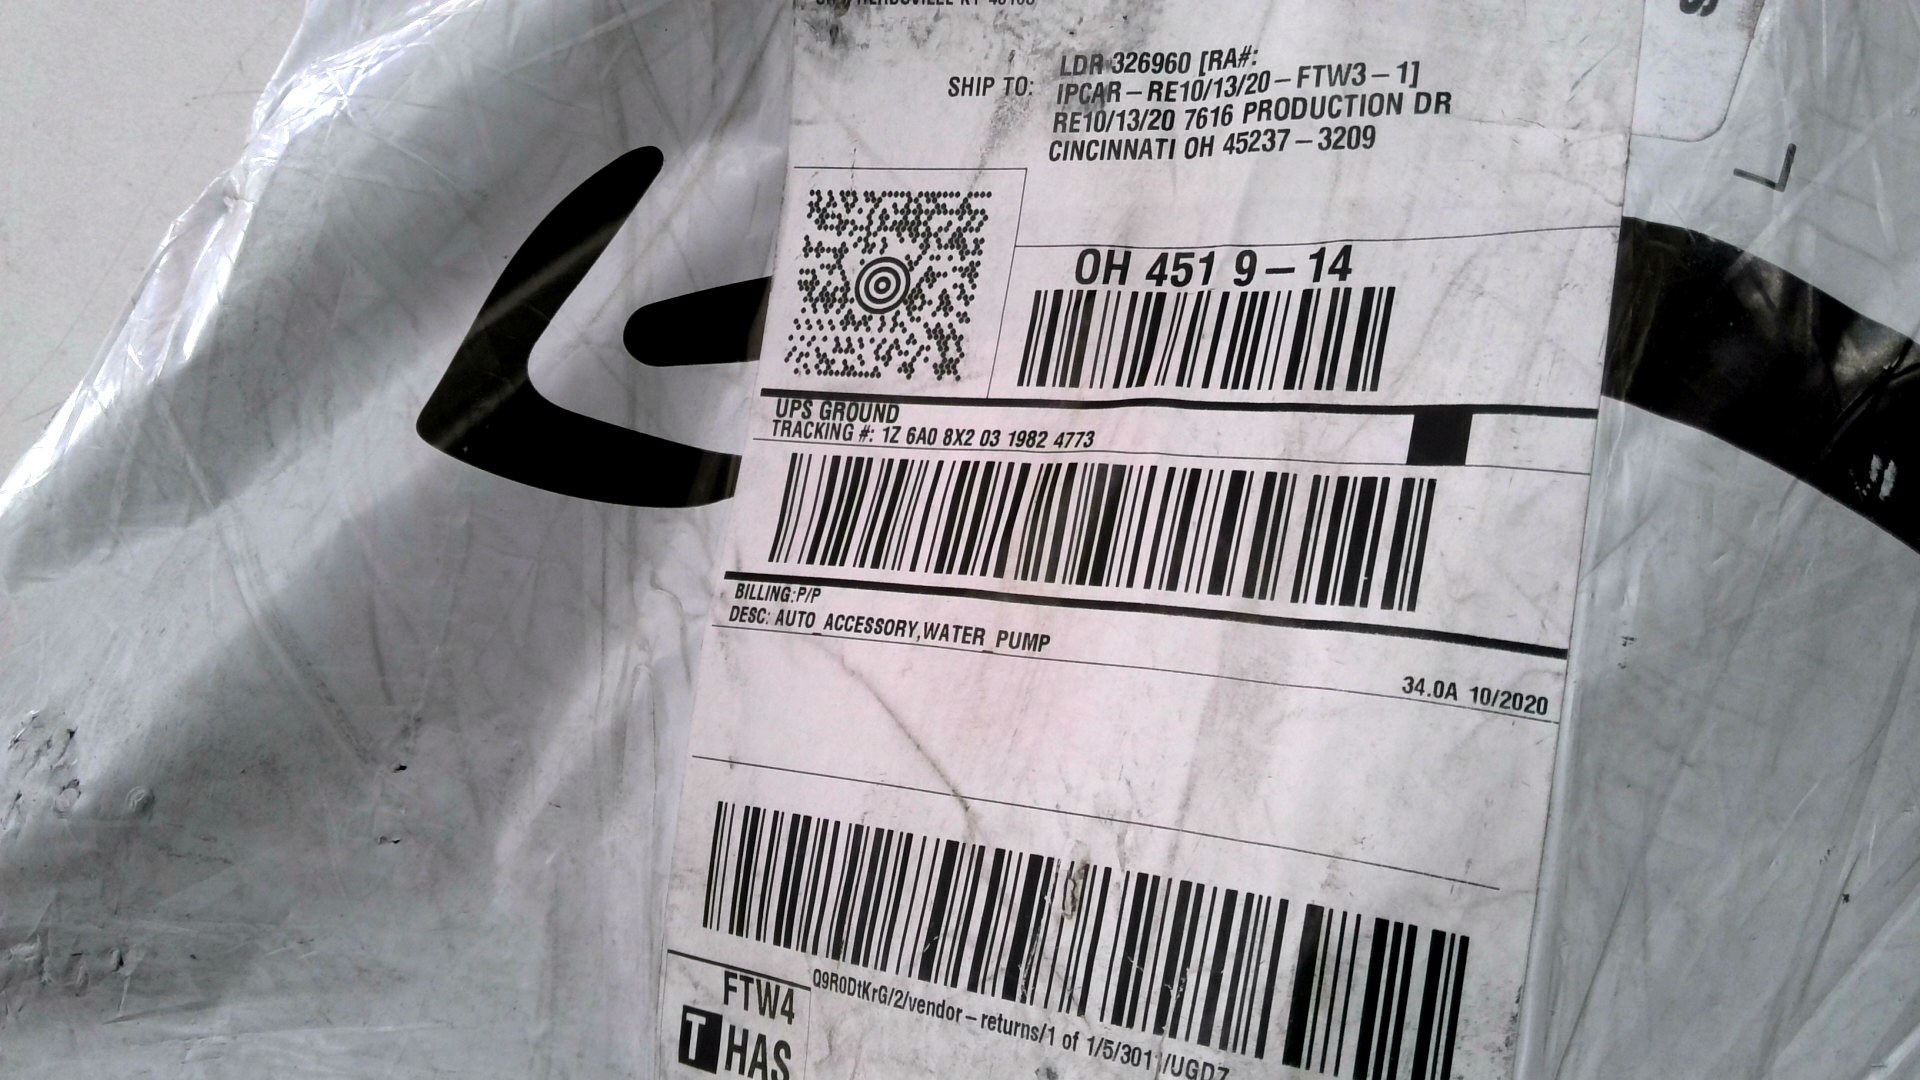 SHIP TO:
LDR 326960 [RA#:
IPCAR – RE10/13/20 – FTW3 – 1]
RE10/13/20 7616 PRODUCTION DR
CINCINNATI OH 45237 – 3209
OH 451 9 – 14
UPS GROUND
TRACKING #: 1Z 6A0 8X2 03 1982 4773
BILLING:P/P
DESC: AUTO_ACCESSORY,WATER_PUMP
34.0A 10/2020
Q9R0DtKrG/2/vendor – returns/1 of 1/5/301 /UGDZ
FTW4
T HAS
L